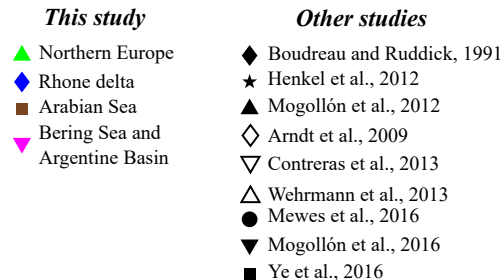 This study
Northern Europe
Rhone delta
Arabian Sea
Bering Sea and
Argentine Basin
Other studies
Boudreau and Ruddick, 1991
Henkel et al., 2012
Mogollón et al., 2012
Arndt et al., 2009
Contreras et al., 2013
Wehrmann et al., 2013
Mewes et al., 2016
Mogollón et al., 2016
Ye et al., 2016